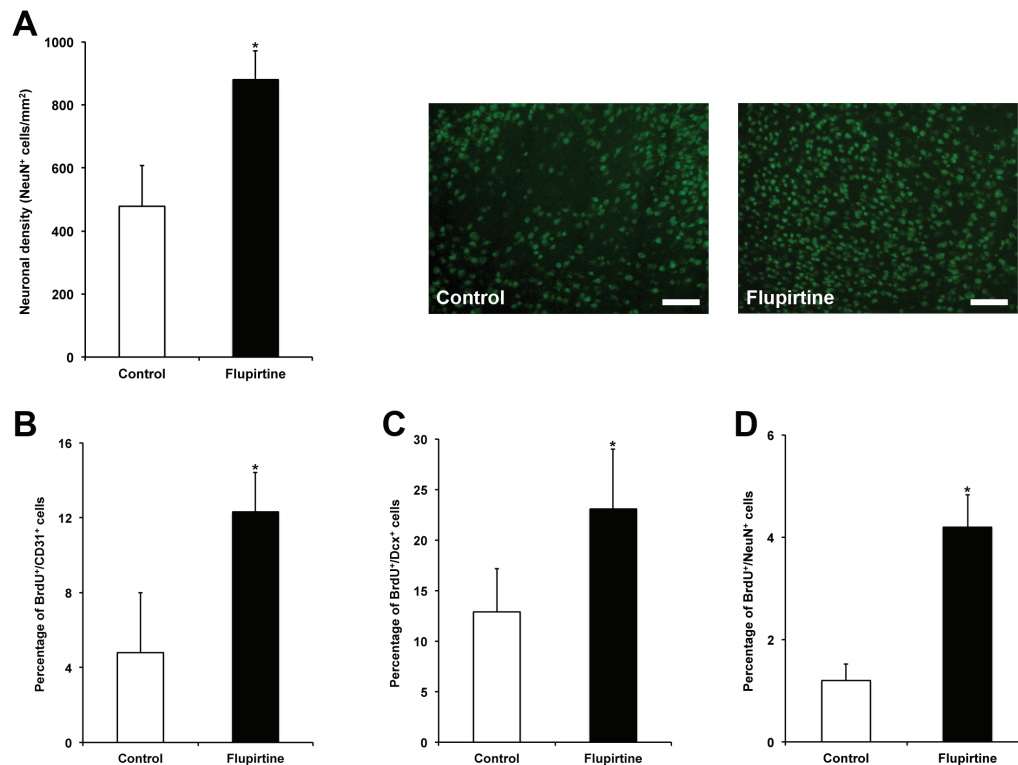 A
Neuronal density (NeuN⁺ cells/mm²)
1000
800
600
400
200
0
*
Control
Flupirtine
Control
Flupirtine
B
Percentage of BrdU⁺/CD31⁺ cells
16
12
8
4
0
*
Control
Flupirtine
C
Percentage of BrdU⁺/Dcx⁺ cells
30
25
20
15
10
5
0
*
Control
Flupirtine
D
Percentage of BrdU⁺/NeuN⁺ cells
6
4
2
0
*
Control
Flupirtine